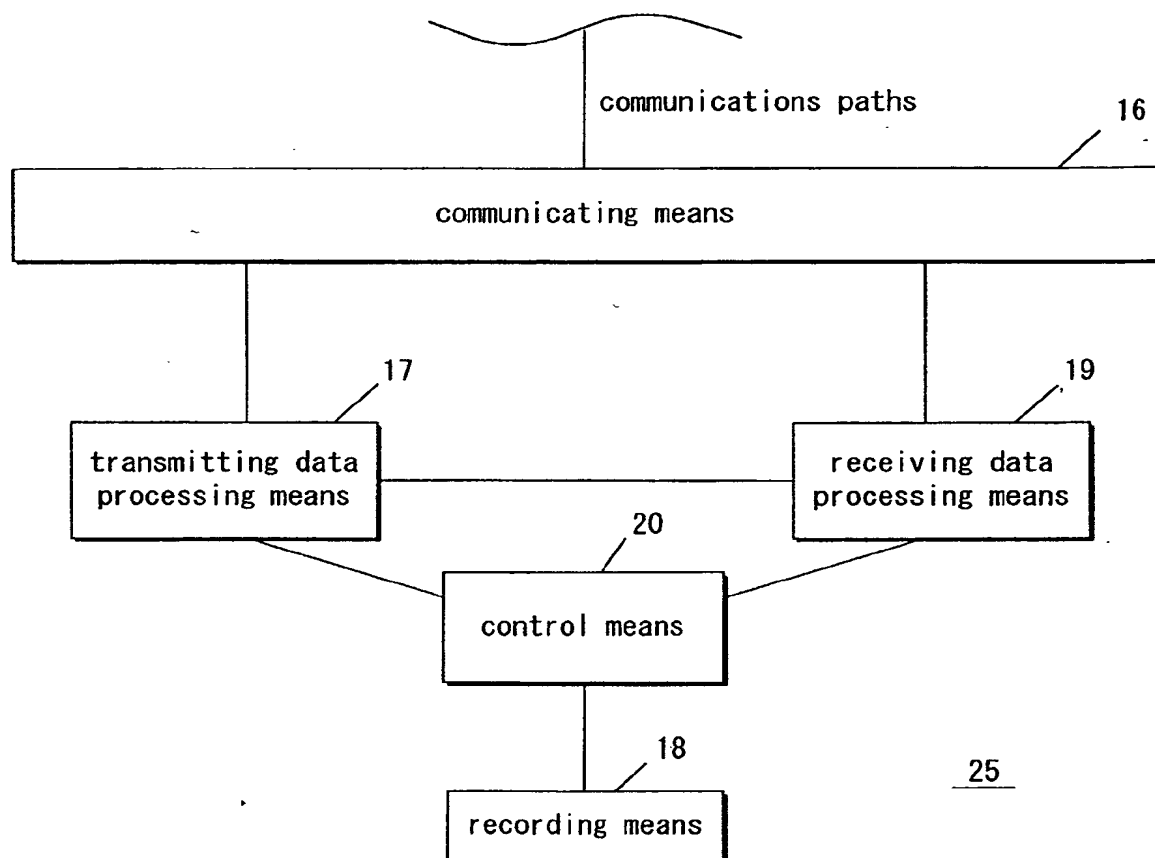 communications paths
16
communicating means
17
19
transmitting data
processing means
receiving data
processing means
20
control means
18
25
recording means